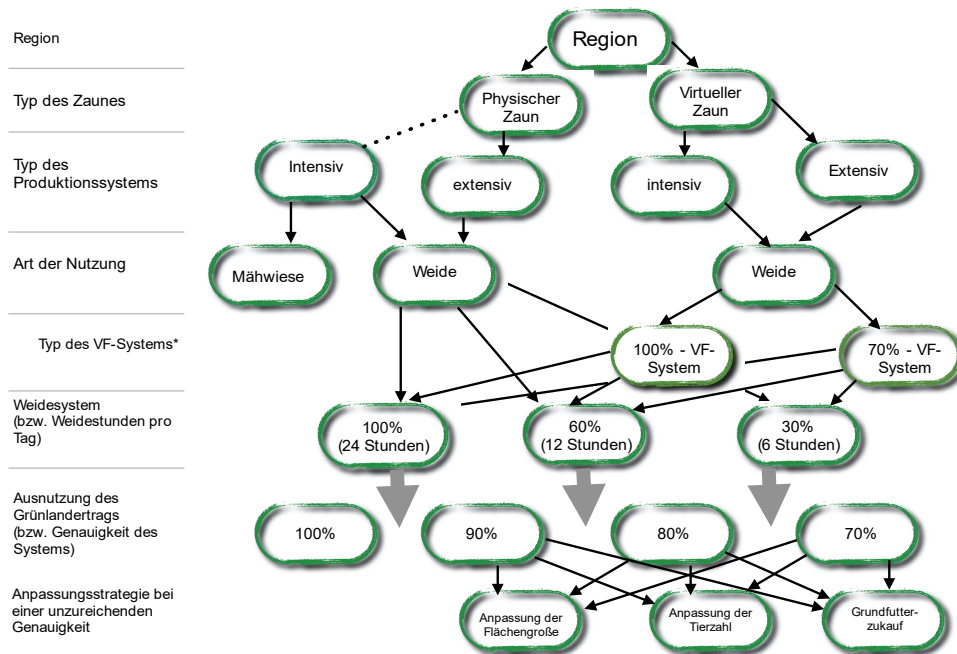 Region
Region
Typ des Zaunes
Physischer
Zaun
Virtueller
Zaun
Typ des
Produktionssystems
Intensiv
extensiv
intensiv
Extensiv
Art der Nutzung
Mähwiese
Weide
Weide
Typ des VF-Systems*
100% - VF-
System
70% - VF-
System
Weidesystem
(bzw. Weidestunden pro
Tag)
100%
(24 Stunden)
60%
(12 Stunden)
30%
(6 Stunden)
Ausnutzung des
Grünlandertrags
(bzw. Genauigkeit des
Systems)
100%
90%
80%
70%
Anpassungsstrategie bei
einer unzureichenden
Genauigkeit
Anpassung der
Flächengroße
Anpassung der
Tierzahl
Grundfutter-
zukauf